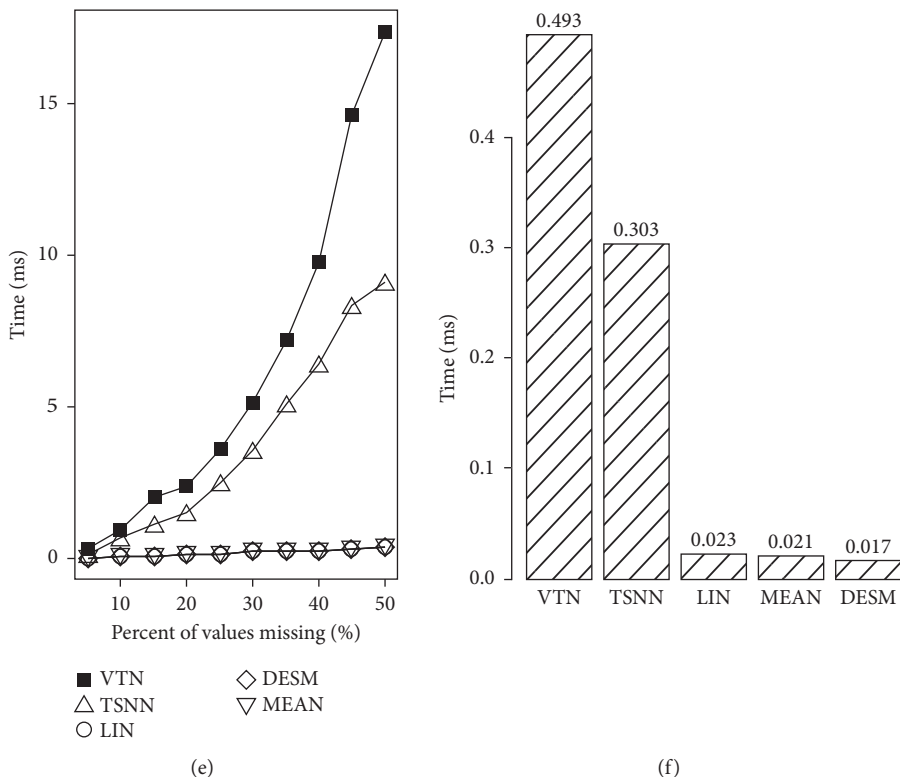 Time (ms)
15
10
5
0
10
20
30
40
50
Percent of values missing (%)
VTN
TSNN
LIN
DESM
MEAN
(e)
Time (ms)
0.4
0.3
0.2
0.1
0.0
0.493
0.303
0.023
0.021
0.017
VTN
TSNN
LIN
MEAN
DESM
(f)